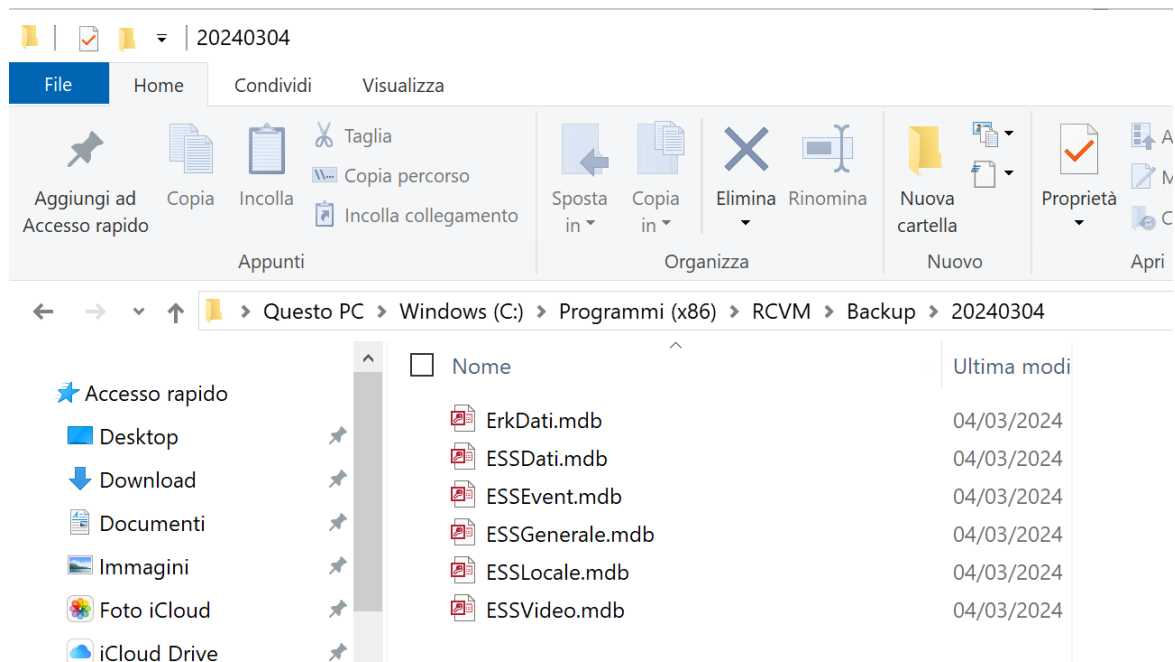 20240304
File Home Condividi Visualizza
Aggiungi ad
Accesso rapido
Copia
Incolla
Taglia
Copia percorso
Incolla collegamento
Appunti
Sposta
in
Copia
in
Elimina
Rinomina
Organizza
Nuova
cartella
Nuovo
Proprietà
A
M
C
Apri
Questo PC > Windows (C:) > Programmi (x86) > RCVM > Backup > 20240304
Accesso rapido
Desktop
Download
Documenti
Immagini
Foto iCloud
iCloud Drive
Nome Ultima modi
ErkDati.mdb 04/03/2024
ESSDati.mdb 04/03/2024
ESSEvent.mdb 04/03/2024
ESSGenerale.mdb 04/03/2024
ESSLocale.mdb 04/03/2024
ESSVideo.mdb 04/03/2024